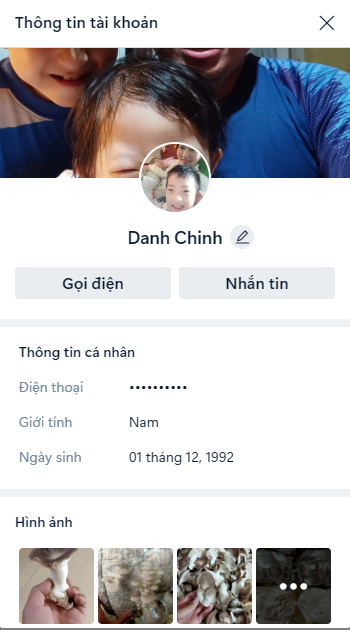 Thông tin tài khoản
Danh Chinh
Gọi điện
Nhắn tin
Thông tin cá nhân
Điện thoại ••••••••••
Giới tính Nam
Ngày sinh 01 tháng 12, 1992
Hình ảnh